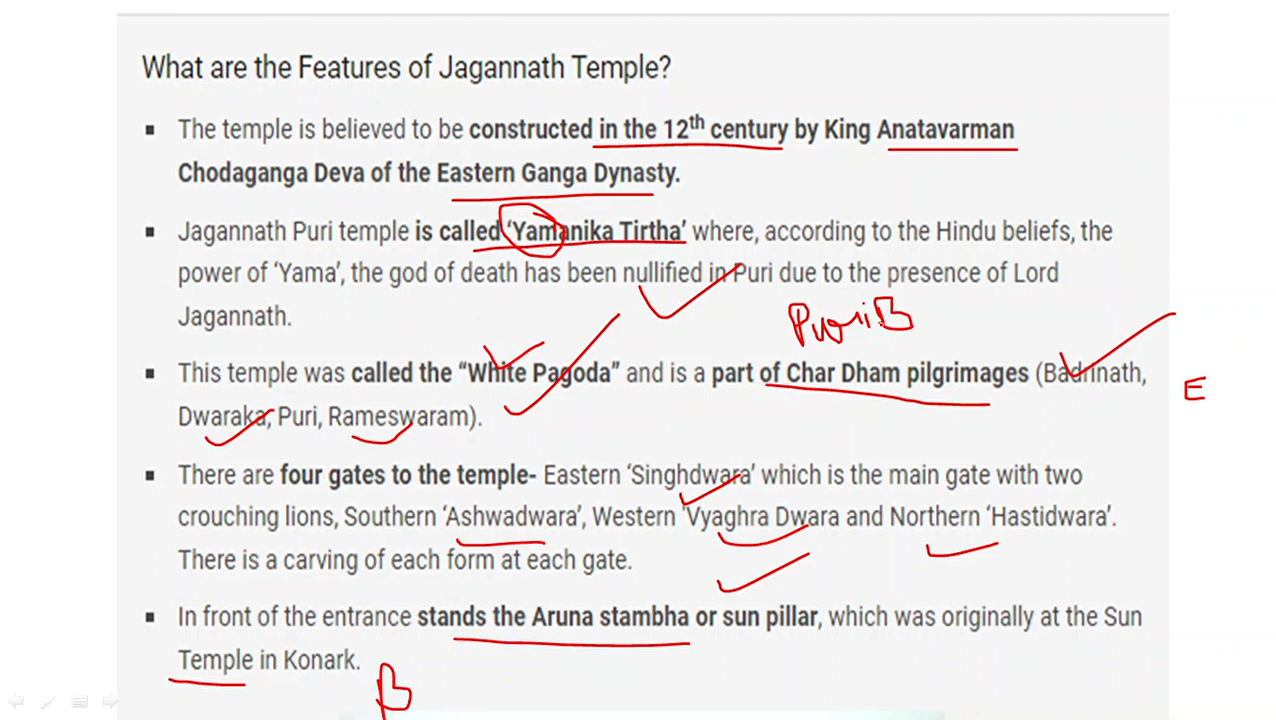 What are the Features of Jagannath Temple?
▪ The temple is believed to be constructed in the 12th century by King Anatavarman
Chodaganga Deva of the Eastern Ganga Dynasty.
▪ Jagannath Puri temple is called ‘Yamanika Tirtha’ where, according to the Hindu beliefs, the
power of ‘Yama’, the god of death has been nullified in Puri due to the presence of Lord
Jagannath.
PuriB
▪ This temple was called the “White Pagoda” and is a part of Char Dham pilgrimages (Badrinath,
E
Dwaraka, Puri, Rameswaram).
▪ There are four gates to the temple- Eastern ‘Singhdwara’ which is the main gate with two
crouching lions, Southern ‘Ashwadwara’, Western ‘Vyaghra Dwara and Northern ‘Hastidwara’.
There is a carving of each form at each gate.
▪ In front of the entrance stands the Aruna stambha or sun pillar, which was originally at the Sun
Temple in Konark.
B